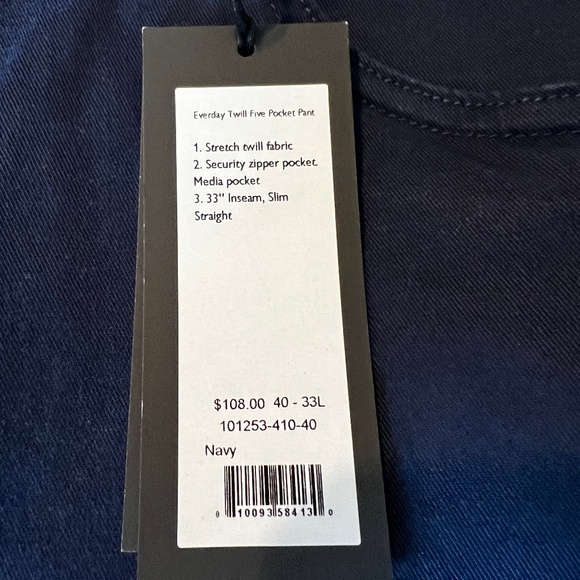 Everday Twill Five Pocket Pant
1. Stretch twill fabric
2. Security zipper pocket.
Media pocket
3. 33" Inseam, Slim
Straight
$108.00 40 - 33L
101253-410-40
Navy
8 10093 58413 0